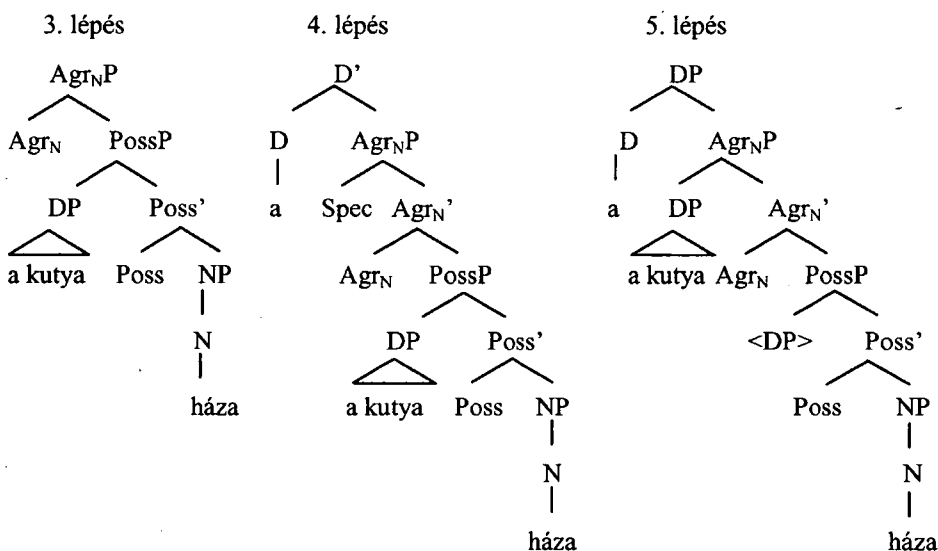 3. lépés 4. lépés 5. lépés
AgrNP D’ DP
AgrN PossP D AgrNP D AgrNP
DP Poss’ a Spec AgrN’ a DP AgrN’
a kutya Poss NP AgrN PossP a kutya AgrN PossP
N DP Poss’ <DP> Poss’
háza a kutya Poss NP Poss NP
N N
háza háza